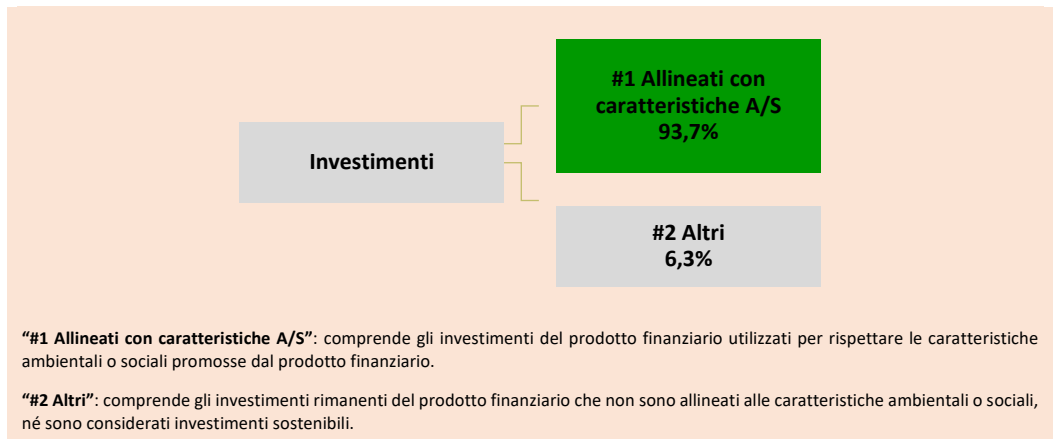 #1 Allineati con
caratteristiche A/S
93,7%
Investimenti
#2 Altri
6,3%
“#1 Allineati con caratteristiche A/S”: comprende gli investimenti del prodotto finanziario utilizzati per rispettare le caratteristiche
ambientali o sociali promosse dal prodotto finanziario.
“#2 Altri”: comprende gli investimenti rimanenti del prodotto finanziario che non sono allineati alle caratteristiche ambientali o sociali,
né sono considerati investimenti sostenibili.